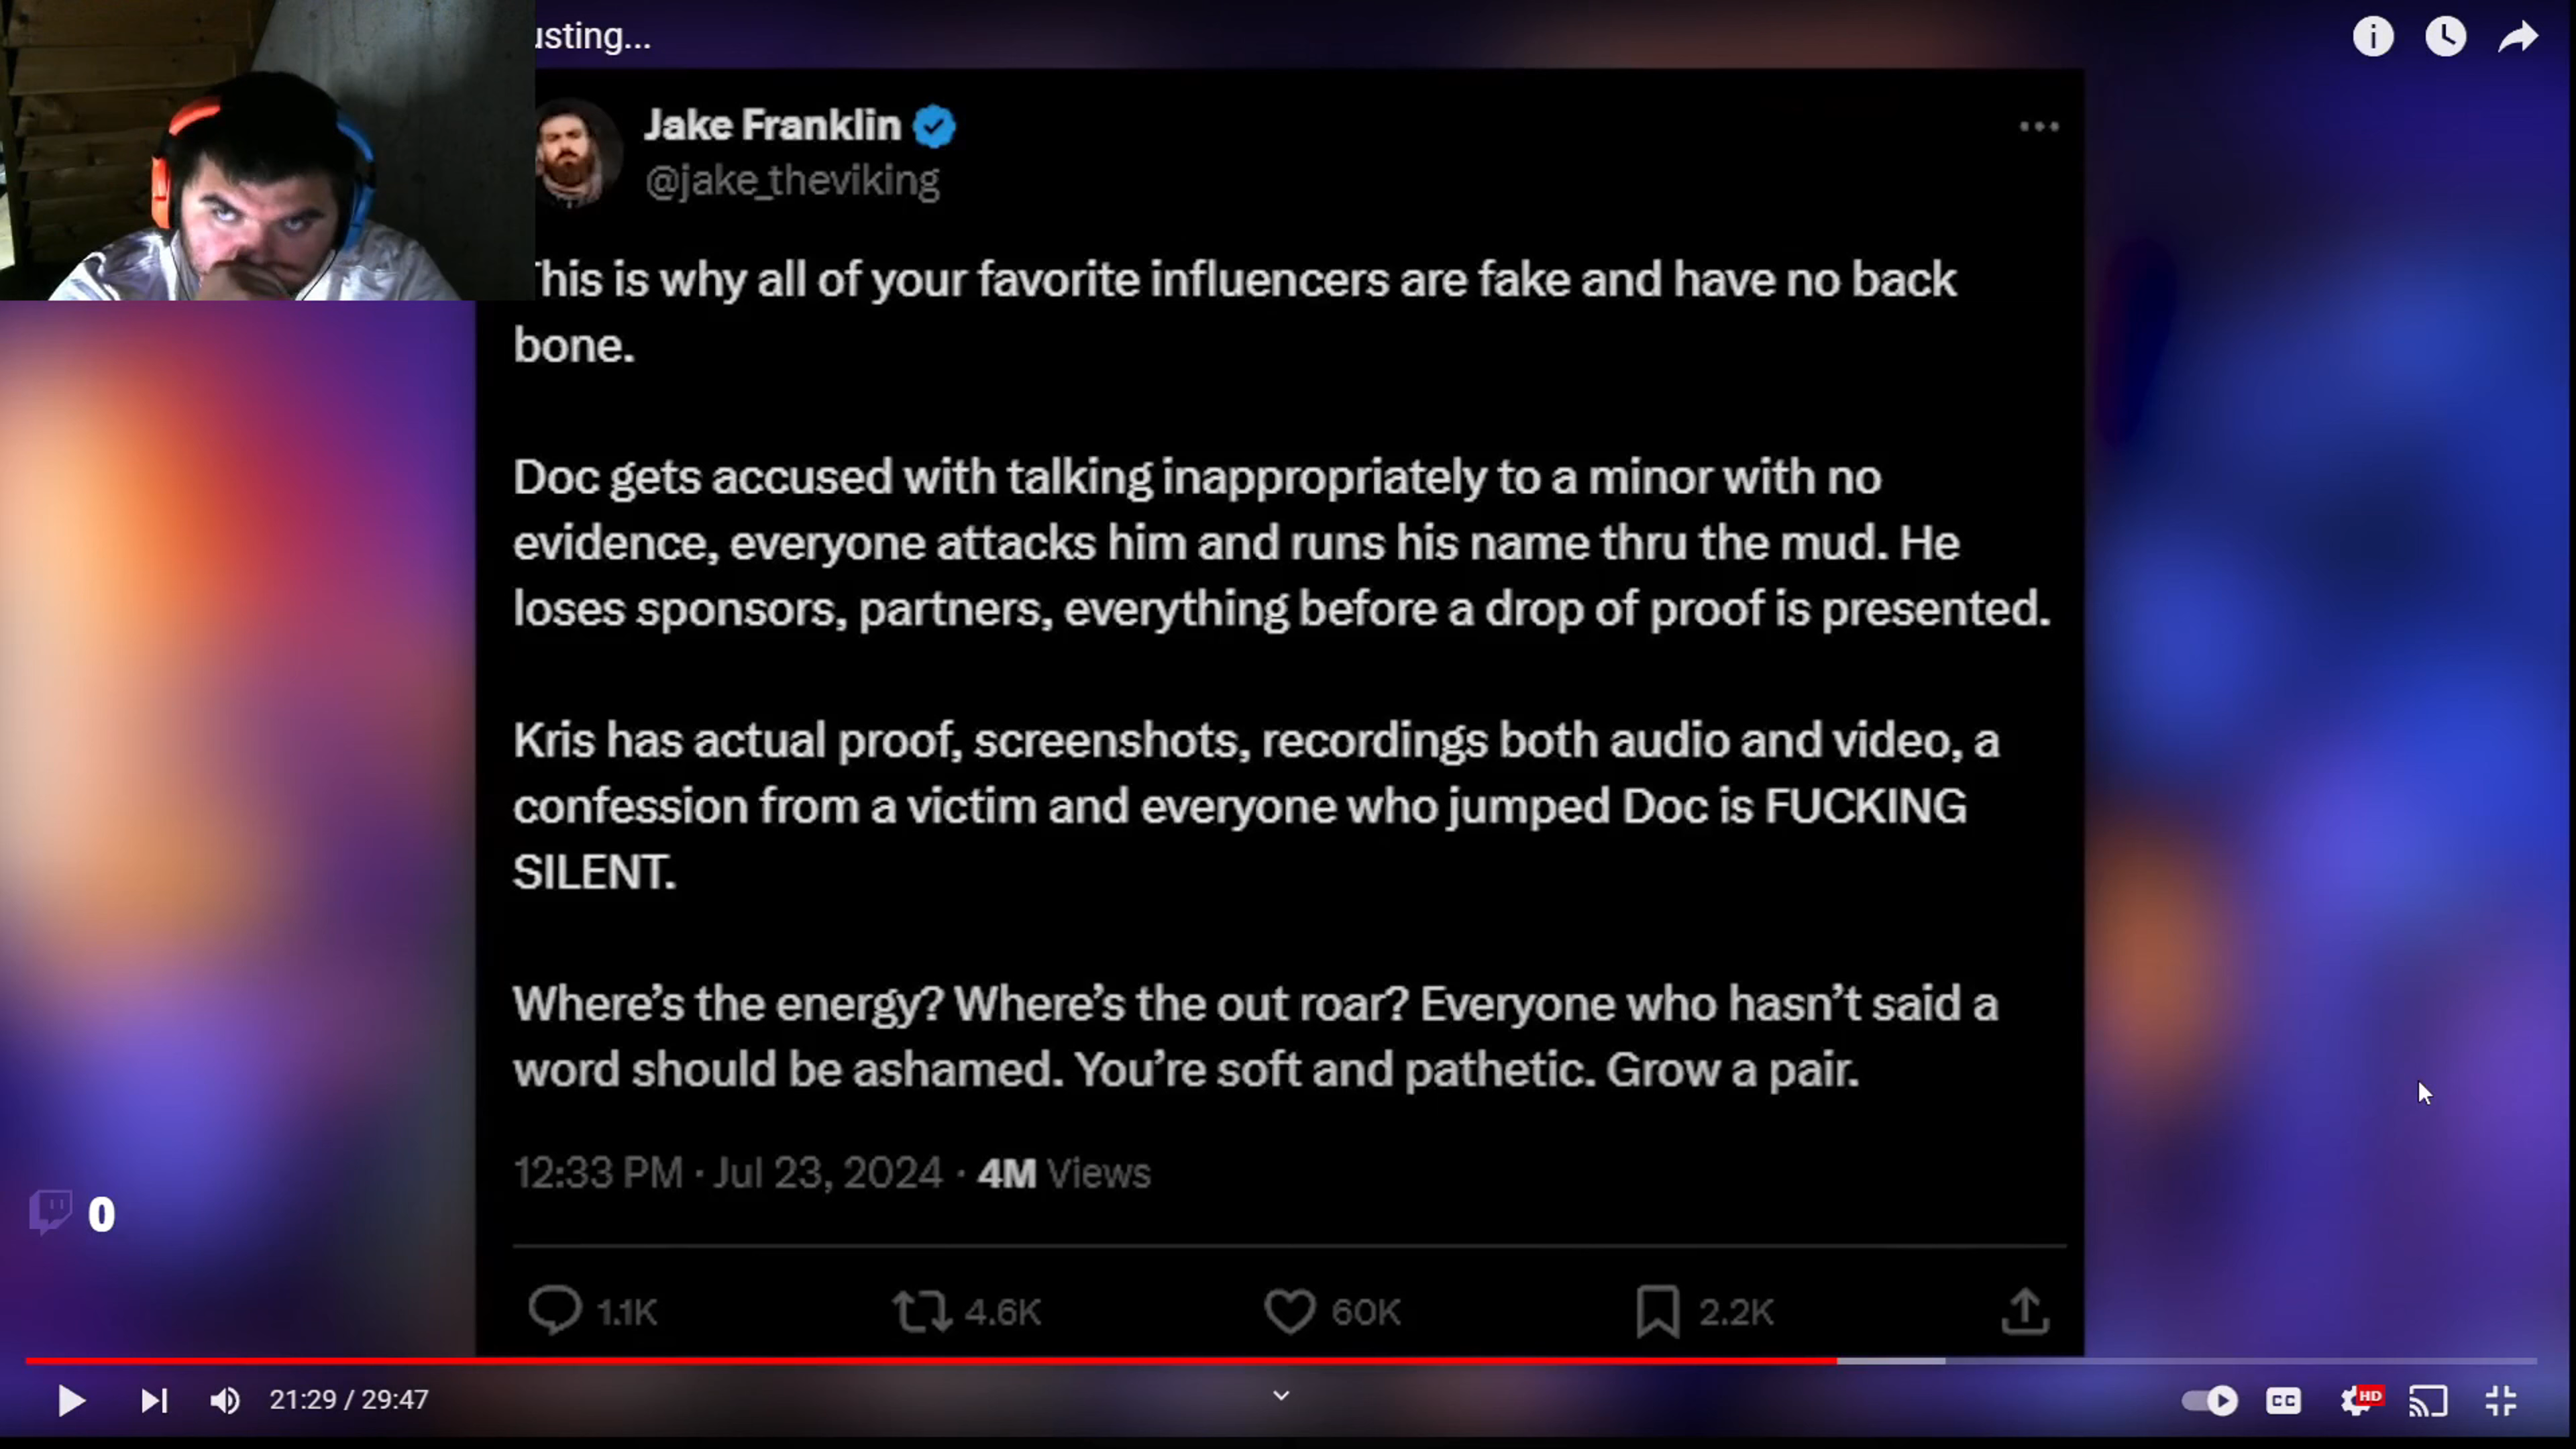 usting...
Jake Franklin
@jake_theviking
This is why all of your favorite influencers are fake and have no back
bone.
Doc gets accused with talking inappropriately to a minor with no
evidence, everyone attacks him and runs his name thru the mud. He
loses sponsors, partners, everything before a drop of proof is presented.
Kris has actual proof, screenshots, recordings both audio and video, a
confession from a victim and everyone who jumped Doc is FUCKING
SILENT.
Where's the energy? Where's the out roar? Everyone who hasn't said a
word should be ashamed. You're soft and pathetic. Grow a pair.
12:33 PM · Jul 23, 2024 · 4M Views
0
1.1K 4.6K 60K 2.2K
21:29 / 29:47 CC HD